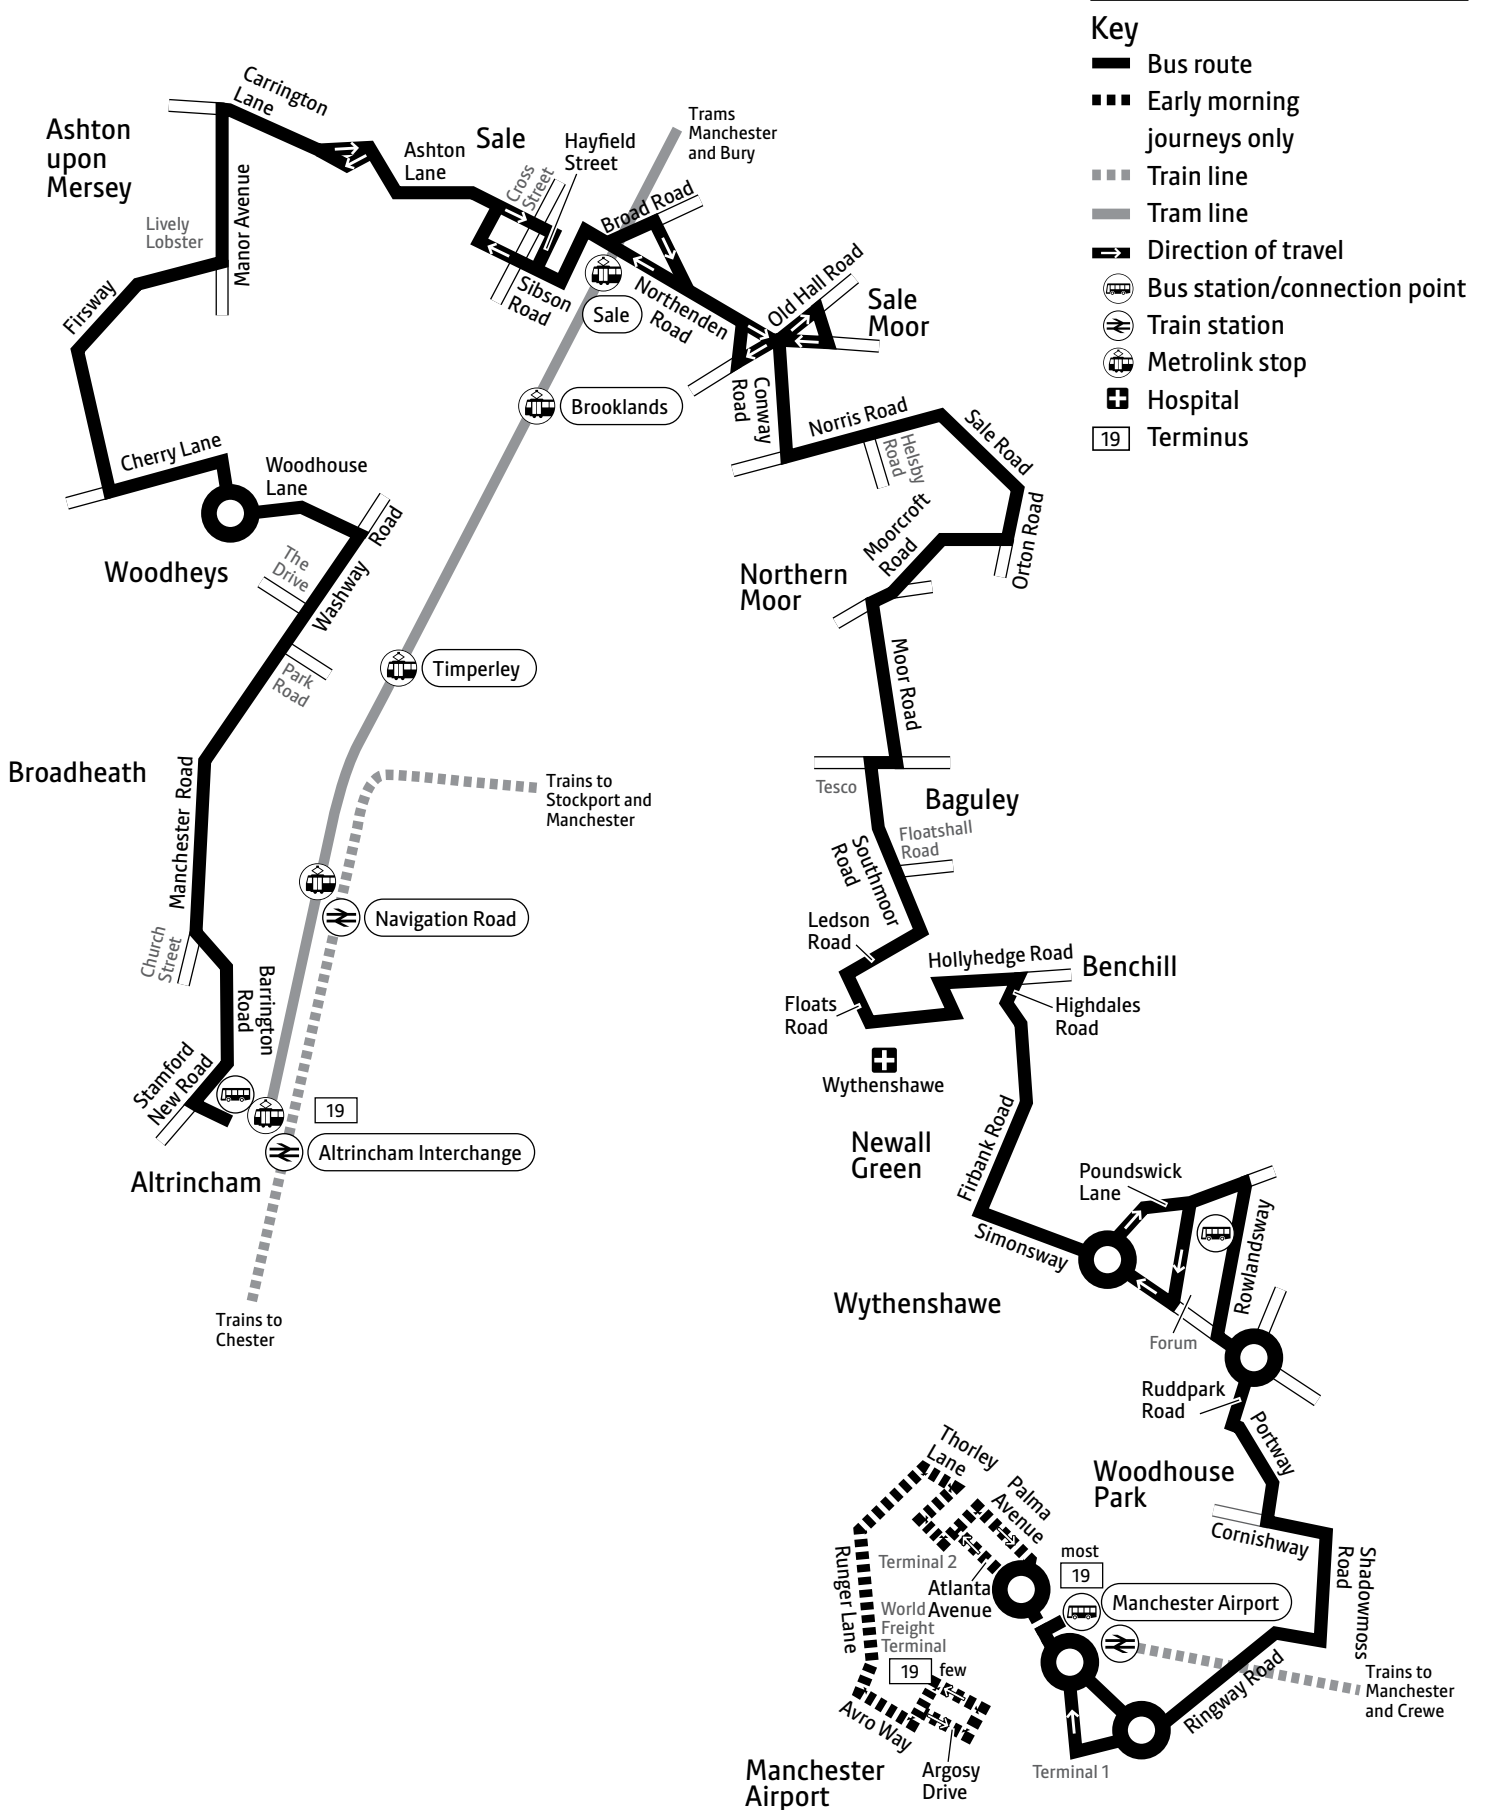 Key
Bus route
Early morning
journeys only
Train line
Tram line
Direction of travel
Bus station/connection point
Train station
Metrolink stop
Hospital
19 Terminus
Carrington
Lane
Ashton
upon
Mersey
Manor Avenue
Lively
Lobster
Firsway
Cherry Lane
Woodhouse
Lane
Woodheys
Ashton
Lane
Sale
Cross
Street
Hayfield
Street
Trams
Manchester
and Bury
Broad Road
Sibson
Road
Sale
Northenden
Road
Old Hall Road
Sale
Moor
Brooklands
Conway
Road
Norris Road
Helsby
Road
Sale Road
Orton Road
Moorcroft
Road
Northern
Moor
Moor Road
Washway
Road
The
Drive
Park
Road
Timperley
Broadheath
Manchester Road
Trains to
Stockport and
Manchester
Church
Street
Navigation Road
Barrington
Road
Stamford
New Road
19
Altrincham Interchange
Altrincham
Trains to
Chester
Tesco
Baguley
Floatshall
Road
Southmoor
Road
Ledson
Road
Hollyhedge Road
Benchill
Floats
Road
Highdales
Road
Wythenshawe
Newall
Green
Firbank Road
Simonsway
Poundswick
Lane
Rowlandsway
Wythenshawe
Forum
Ruddpark
Road
Portway
Woodhouse
Park
Cornishway
Shadowmoss
Road
Thorley
Lane
Palma
Avenue
Runger Lane
Terminal 2
Atlanta
Avenue
most
19
Manchester Airport
World
Freight
Terminal
19 few
Avro Way
Argosy
Drive
Manchester
Airport
Terminal 1
Ringway Road
Trains to
Manchester
and Crewe